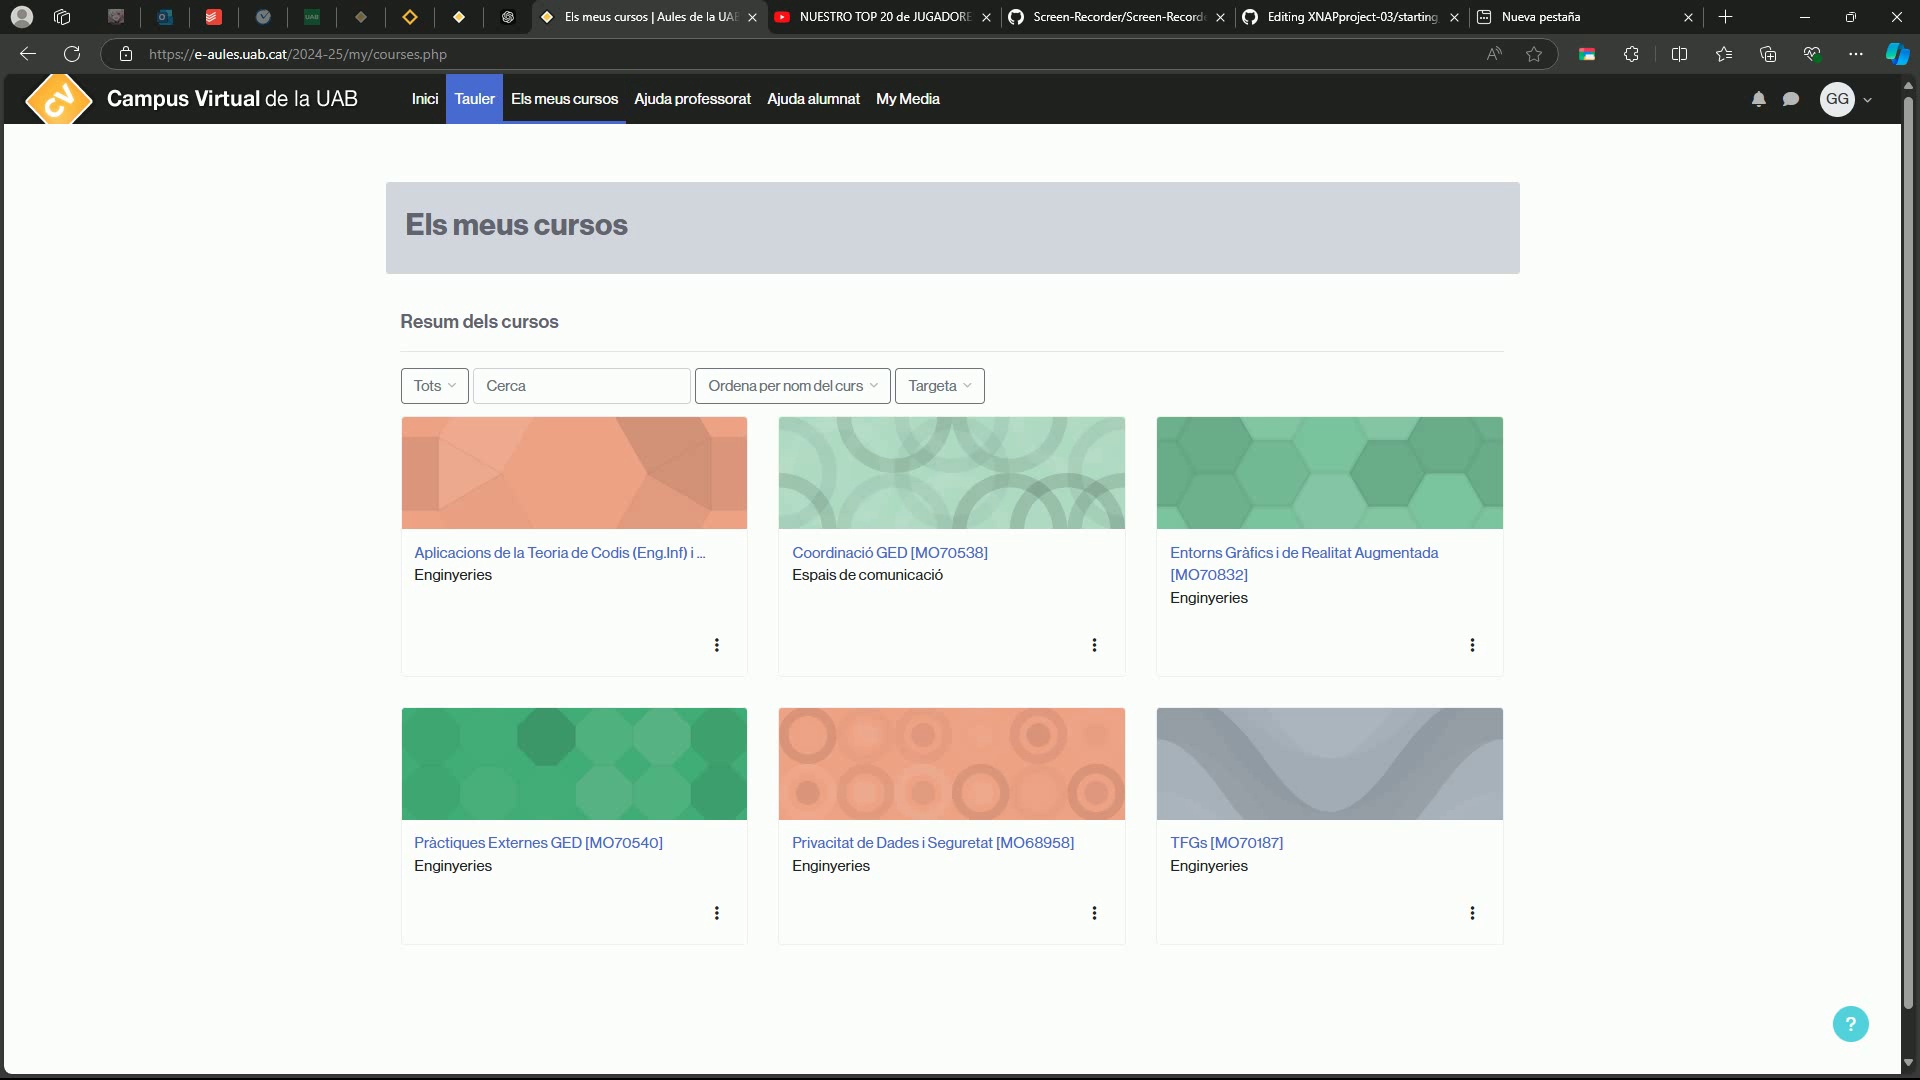 Els meus cursos | Aules de la UAB
NUESTRO TOP 20 de JUGADORE
Screen-Recorder/Screen-Recorde
Editing XNAPproject-03/starting
Nueva pestaña
https://e-aules.uab.cat/2024-25/my/courses.php
CV
Campus Virtual de la UAB
Inici
Tauler
Els meus cursos
Ajuda professorat
Ajuda alumnat
My Media
GG
Els meus cursos
Resum dels cursos
Tots
Cerca
Ordena per nom del curs
Targeta
Aplicacions de la Teoria de Codis (Eng.Inf) i ...
Enginyeries
Coordinació GED [MO70538]
Espais de comunicació
Entorns Gràfics i de Realitat Augmentada
[MO70832]
Enginyeries
Pràctiques Externes GED [MO70540]
Enginyeries
Privacitat de Dades i Seguretat [MO68958]
Enginyeries
TFGs [MO70187]
Enginyeries
?